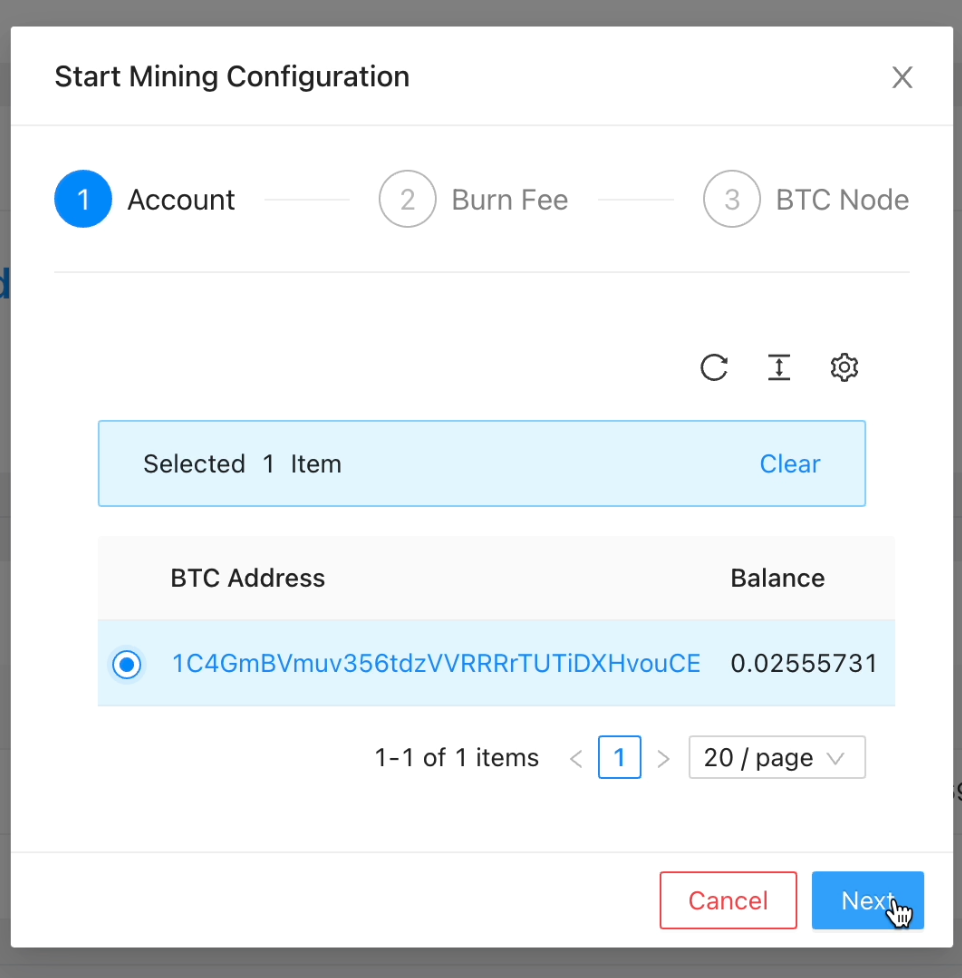 Start Mining Configuration
1 Account 2 Burn Fee 3 BTC Node
Selected 1 Item Clear
BTC Address Balance
1C4GmBVmuv356tdzVVRRRrTUTiDXHvouCE 0.02555731
1-1 of 1 items < 1 > 20 / page
Cancel Next